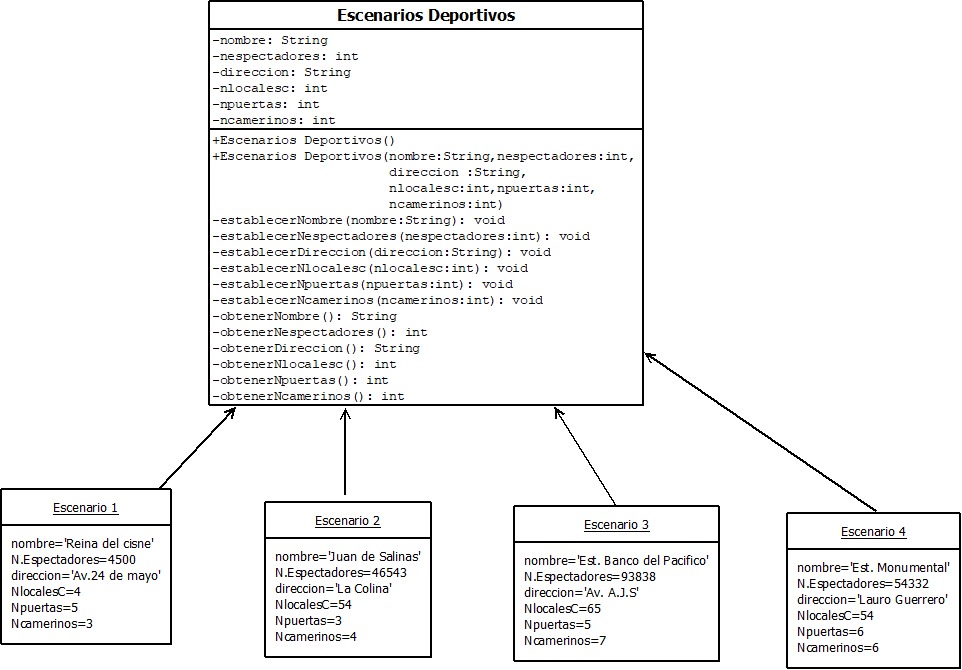 Escenarios Deportivos
-nombre: String
-nespectadores: int
-direccion: String
-nlocalesc: int
-npuertas: int
-ncamerinos: int
+Escenarios Deportivos()
+Escenarios Deportivos(nombre:String,nespectadores:int,
direccion :String,
nlocalesc:int,npuertas:int,
ncamerinos:int)
-establecerNombre(nombre:String): void
-establecerNespectadores(nespectadores:int): void
-establecerDireccion(direccion:String): void
-establecerNlocalesc(nlocalesc:int): void
-establecerNpuertas(npuertas:int): void
-establecerNcamerinos(ncamerinos:int): void
-obtenerNombre(): String
-obtenerNespectadores(): int
-obtenerDireccion(): String
-obtenerNlocalesc(): int
-obtenerNpuertas(): int
-obtenerNcamerinos(): int
Escenario 1
nombre='Reina del cisne'
N.Espectadores=4500
direccion='Av.24 de mayo'
NlocalesC=4
Npuertas=5
Ncamerinos=3
Escenario 2
nombre='Juan de Salinas'
N.Espectadores=46543
direccion='La Colina'
NlocalesC=54
Npuertas=3
Ncamerinos=4
Escenario 3
nombre='Est. Banco del Pacifico'
N.Espectadores=93838
direccion='Av. A.J.S'
NlocalesC=65
Npuertas=5
Ncamerinos=7
Escenario 4
nombre='Est. Monumental'
N.Espectadores=54332
direccion='Lauro Guerrero'
NlocalesC=54
Npuertas=6
Ncamerinos=6